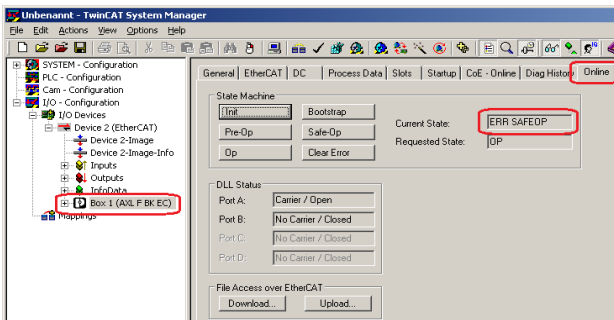 Unbenannt - TwinCAT System Manager
File Edit Actions View Options Help
SYSTEM - Configuration
PLC - Configuration
Cam - Configuration
I/O - Configuration
I/O Devices
Device 2 (EtherCAT)
Device 2-Image
Device 2-Image-Info
Inputs
Outputs
InfoData
Box 1 (AXL F BK EC)
Mappings
General EtherCAT DC Process Data Slots Startup CoE - Online Diag History Online
State Machine
Init Bootstrap
Pre-Op Safe-Op
Op Clear Error
Current State: ERR SAFEOP
Requested State: OP
DLL Status
Port A: Carrier / Open
Port B: No Carrier / Closed
Port C: No Carrier / Closed
Port D: No Carrier / Closed
File Access over EtherCAT
Download... Upload...